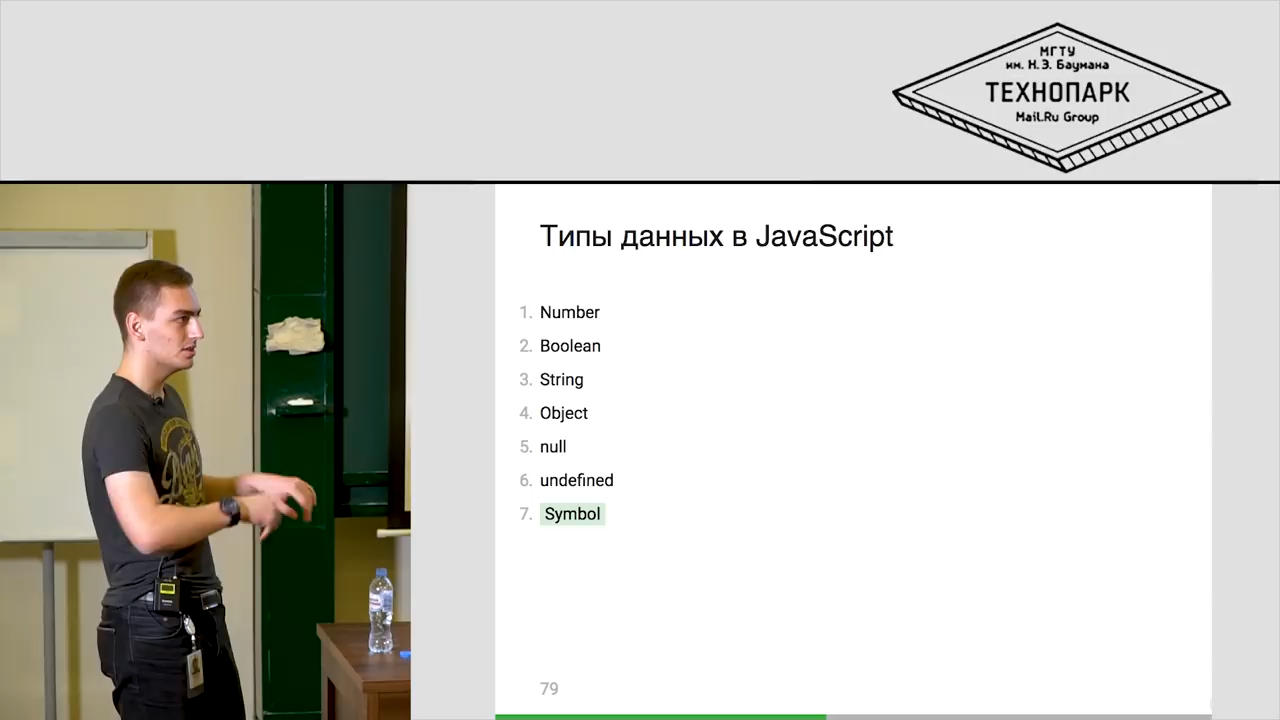 МГТУ
им. Н.Э. Баумана
ТЕХНОПАРК
Mail.Ru Group
Типы данных в JavaScript
1. Number
2. Boolean
3. String
4. Object
5. null
6. undefined
7. Symbol
79